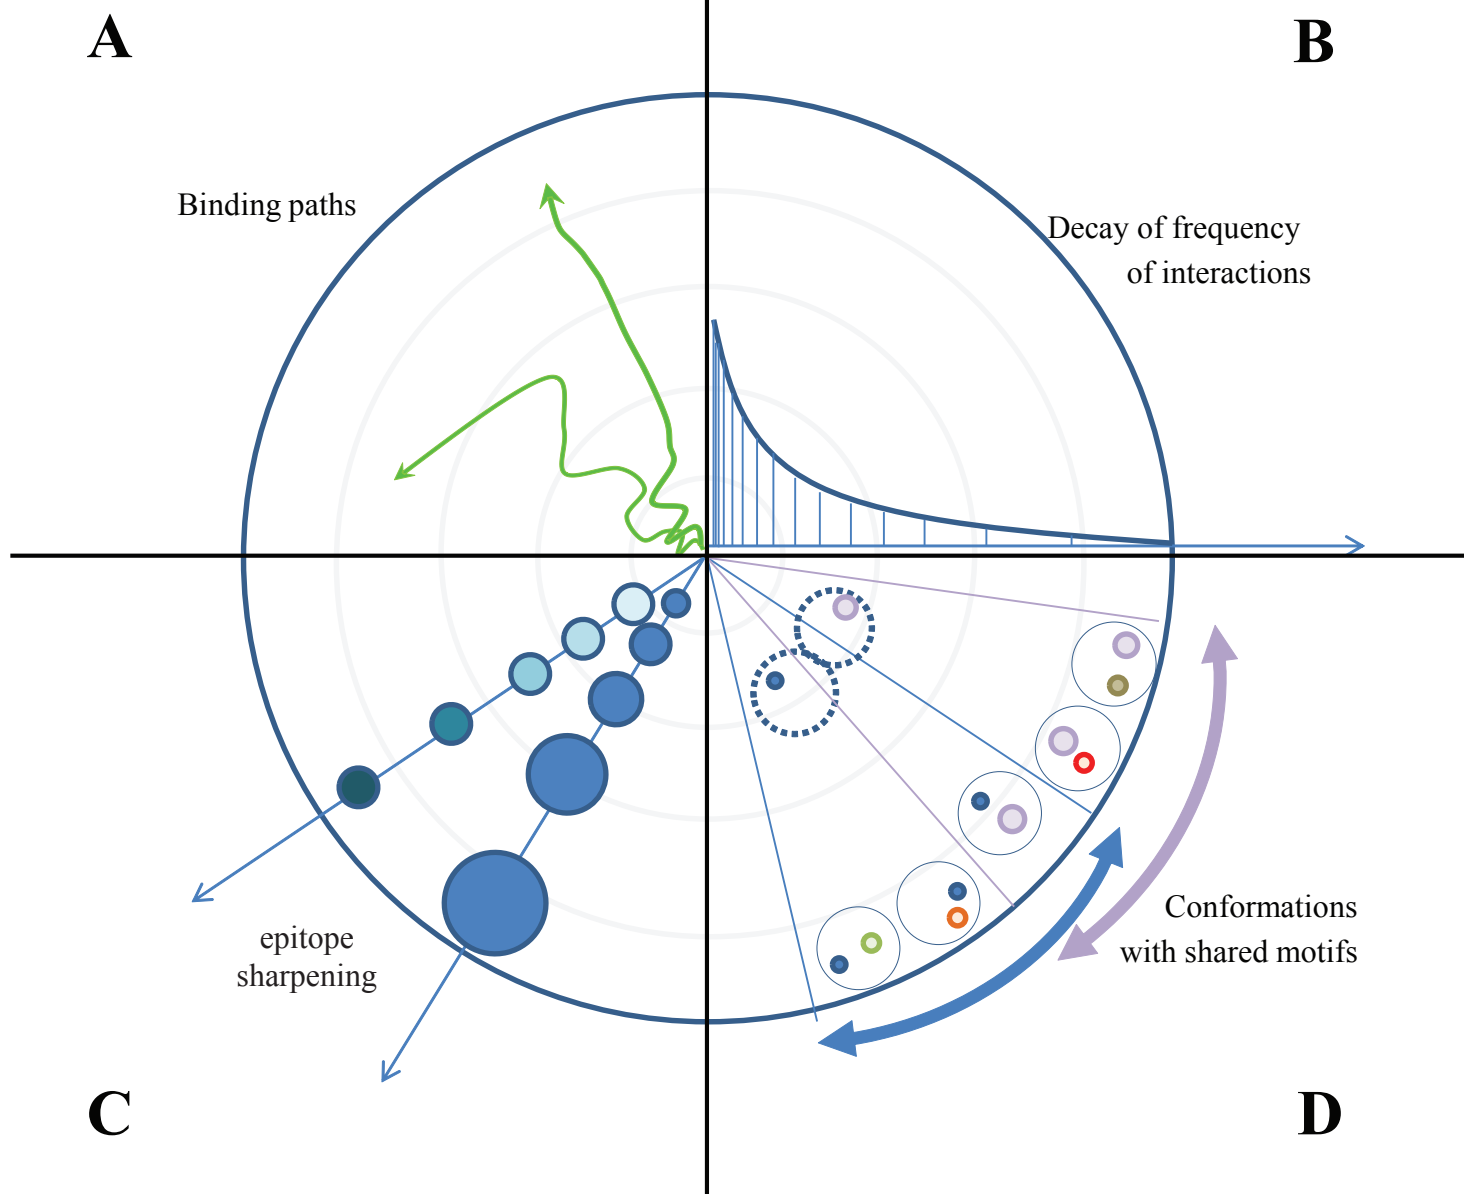 A
B
Binding paths
Decay of frequency
of interactions
epitope
sharpening
Conformations
with shared motifs
C
D